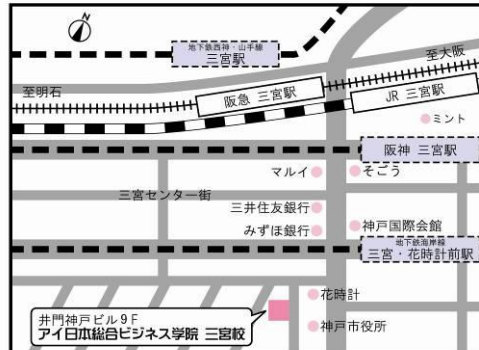 地下鉄西神・山手線
三宮駅
至大阪
至明石
阪急 三宮駅
JR 三宮駅
ミント
阪神 三宮駅
マルイ
そごう
三宮センター街
三井住友銀行
みずほ銀行
神戸国際会館
地下鉄海岸線
三宮・花時計前駅
花時計
井門神戸ビル9F
アイ日本総合ビジネス学院 三宮校
神戸市役所